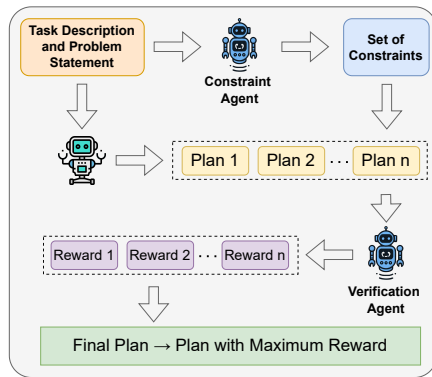 Task Description
and Problem
Statement
Constraint
Agent
Set of
Constraints
Plan 1 Plan 2 ··· Plan n
Reward 1 Reward 2 ··· Reward n
Verification
Agent
Final Plan → Plan with Maximum Reward